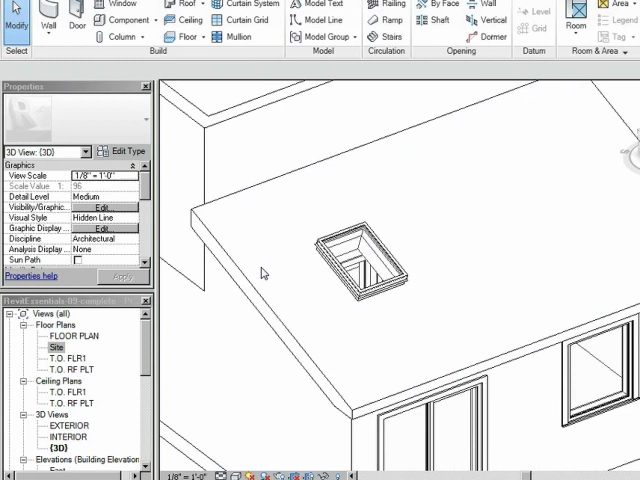 Window Roof Curtain System Model Text Railing By Face Wall Level Area
Modify Wall Door Component Ceiling Curtain Grid Model Line Ramp Shaft Vertical Grid Room Legend
Column Floor Mullion Model Group Stairs Dormer Tag
Select Build Model Circulation Opening Datum Room & Area
Properties
3D View: {3D} Edit Type
Graphics
View Scale 1/8" = 1'-0"
Scale Value 1: 96
Detail Level Medium
Visibility/Graphic... Edit...
Visual Style Hidden Line
Graphic Display ... Edit...
Discipline Architectural
Analysis Display ... None
Sun Path
Properties help Apply
RevitEssentials-09-complete - P
Views (all)
Floor Plans
FLOOR PLAN
Site
T.O. FLR1
T.O. RF PLT
Ceiling Plans
T.O. FLR1
T.O. RF PLT
3D Views
EXTERIOR
INTERIOR
{3D}
Elevations (Building Elevation
East
1/8" = 1'-0"